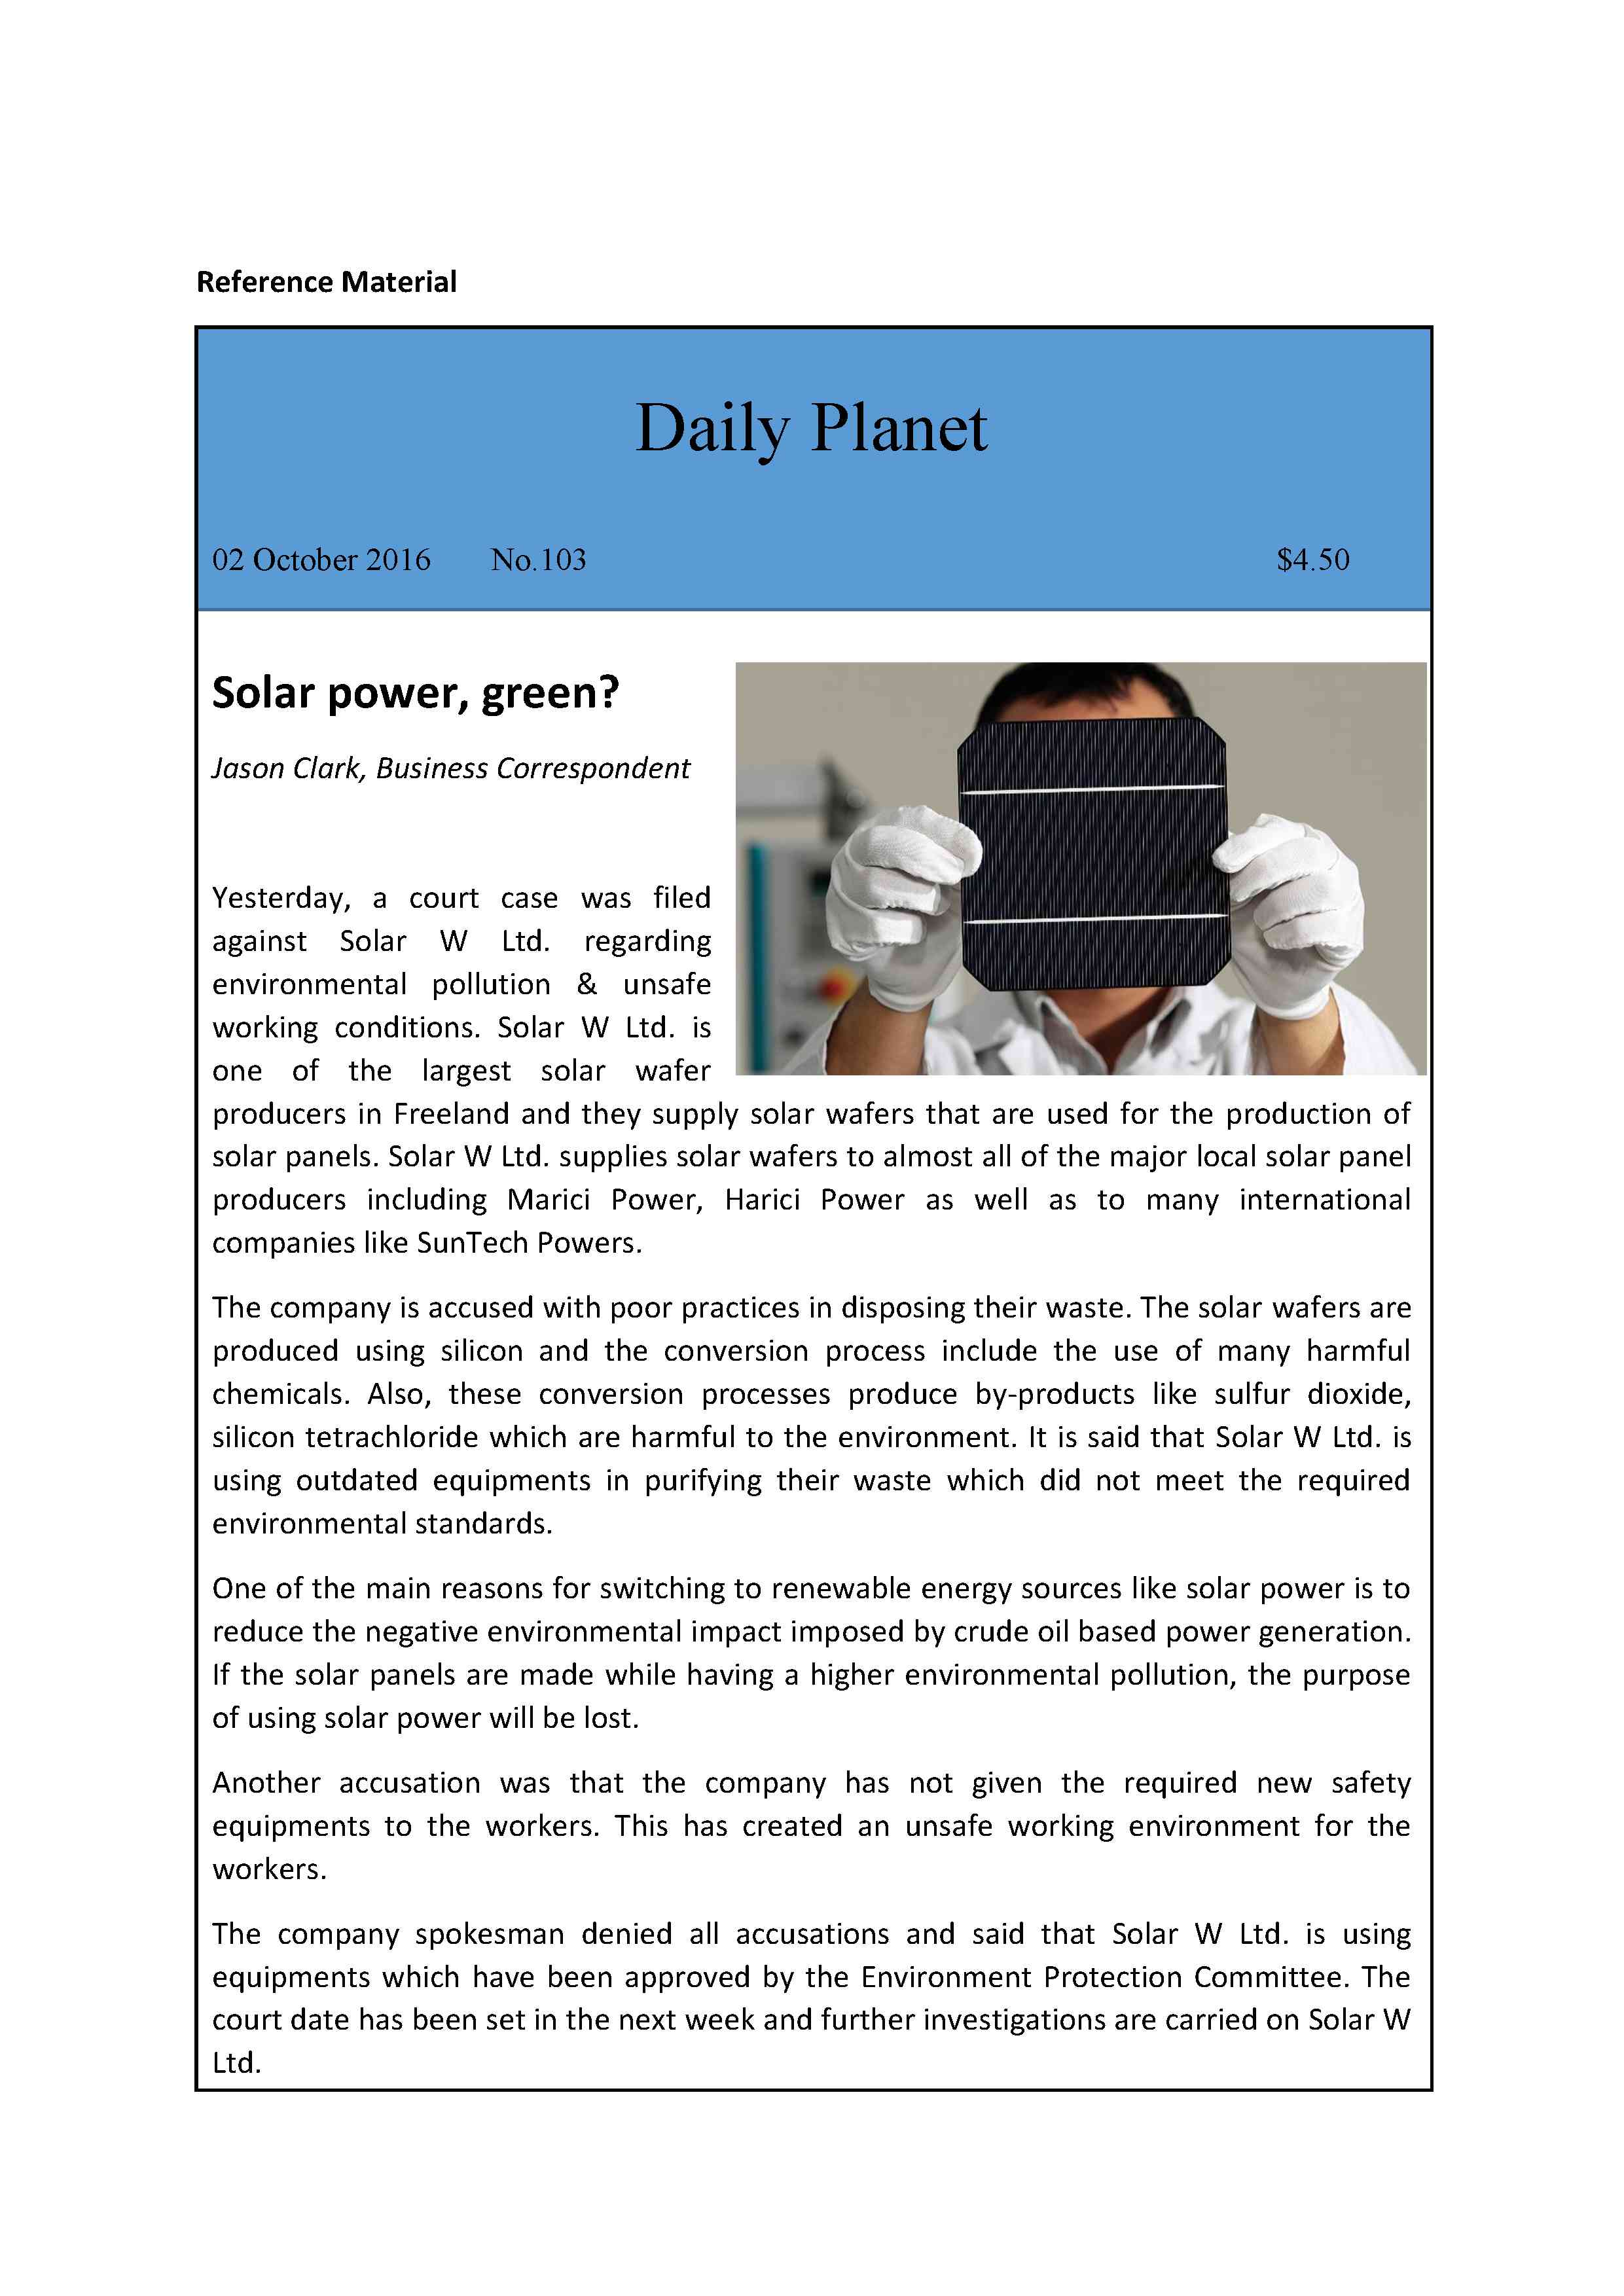 Reference Material
Daily Planet
02 October 2016 No.103 $4.50
Solar power, green?
Jason Clark, Business Correspondent
Yesterday, a court case was filed
against Solar W Ltd. regarding
environmental pollution & unsafe
working conditions. Solar W Ltd. is
one of the largest solar wafer
producers in Freeland and they supply solar wafers that are used for the production of
solar panels. Solar W Ltd. supplies solar wafers to almost all of the major local solar panel
producers including Marici Power, Harici Power as well as to many international
companies like SunTech Powers.
The company is accused with poor practices in disposing their waste. The solar wafers are
produced using silicon and the conversion process include the use of many harmful
chemicals. Also, these conversion processes produce by-products like sulfur dioxide,
silicon tetrachloride which are harmful to the environment. It is said that Solar W Ltd. is
using outdated equipments in purifying their waste which did not meet the required
environmental standards.
One of the main reasons for switching to renewable energy sources like solar power is to
reduce the negative environmental impact imposed by crude oil based power generation.
If the solar panels are made while having a higher environmental pollution, the purpose
of using solar power will be lost.
Another accusation was that the company has not given the required new safety
equipments to the workers. This has created an unsafe working environment for the
workers.
The company spokesman denied all accusations and said that Solar W Ltd. is using
equipments which have been approved by the Environment Protection Committee. The
court date has been set in the next week and further investigations are carried on Solar W
Ltd.